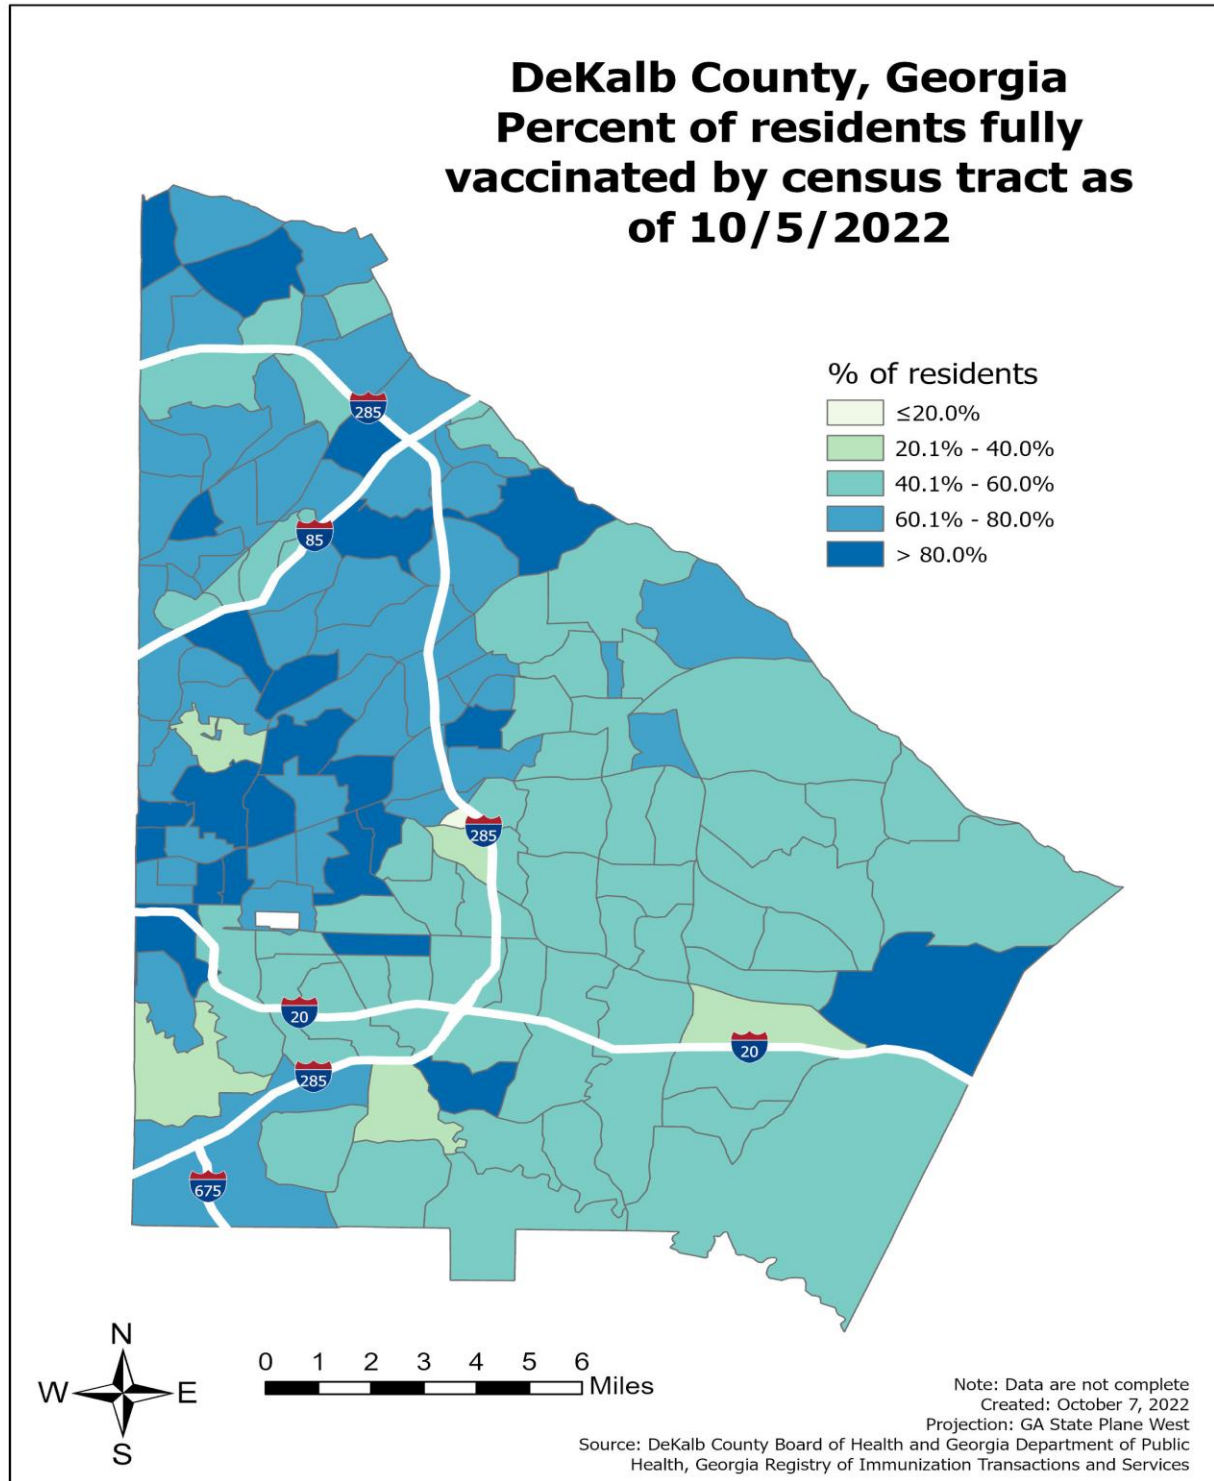 DeKalb County, Georgia
Percent of residents fully
vaccinated by census tract as
of 10/5/2022
% of residents
≤20.0%
20.1% - 40.0%
40.1% - 60.0%
60.1% - 80.0%
> 80.0%
285
85
285
20
20
285
675
N
W E
S
0 1 2 3 4 5 6
Miles
Note: Data are not complete
Created: October 7, 2022
Projection: GA State Plane West
Source: DeKalb County Board of Health and Georgia Department of Public
Health, Georgia Registry of Immunization Transactions and Services